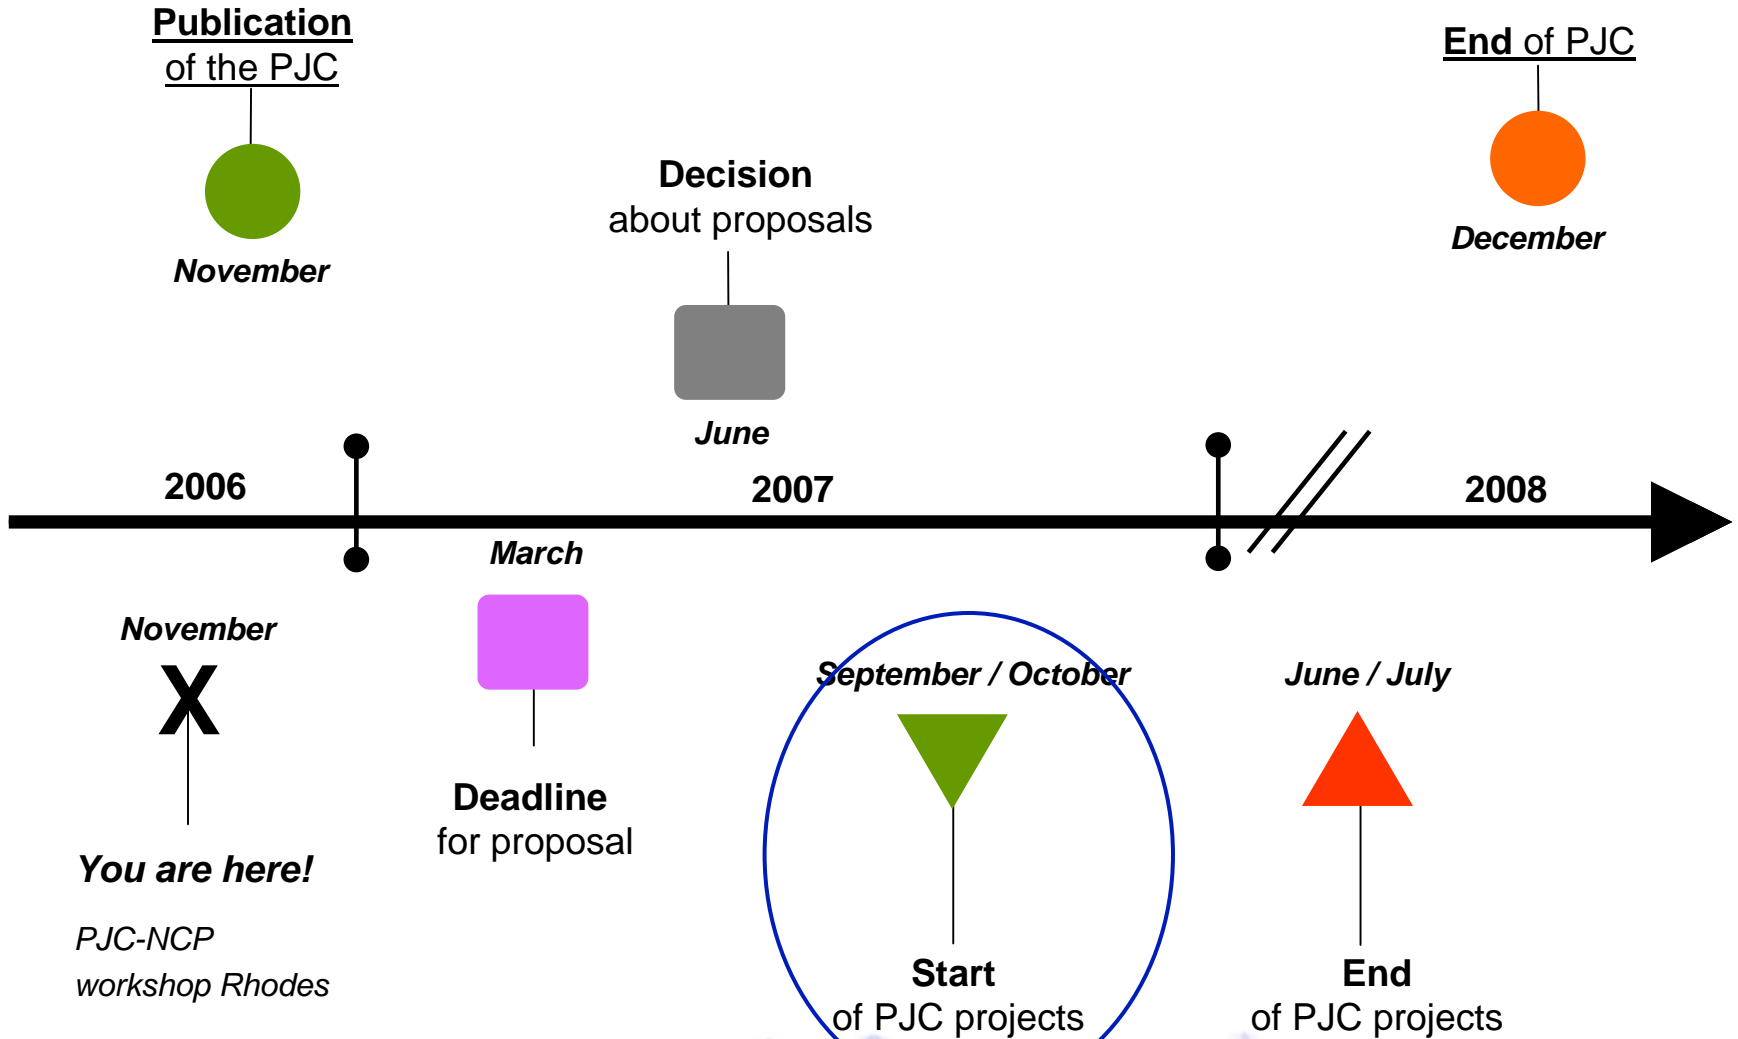 Publication
of the PJC
November
End of PJC
December
Decision
about proposals
June
2006
2007
2008
March
Deadline
for proposal
November
X
You are here!
PJC-NCP
workshop Rhodes
September / October
Start
of PJC projects
June / July
End
of PJC projects